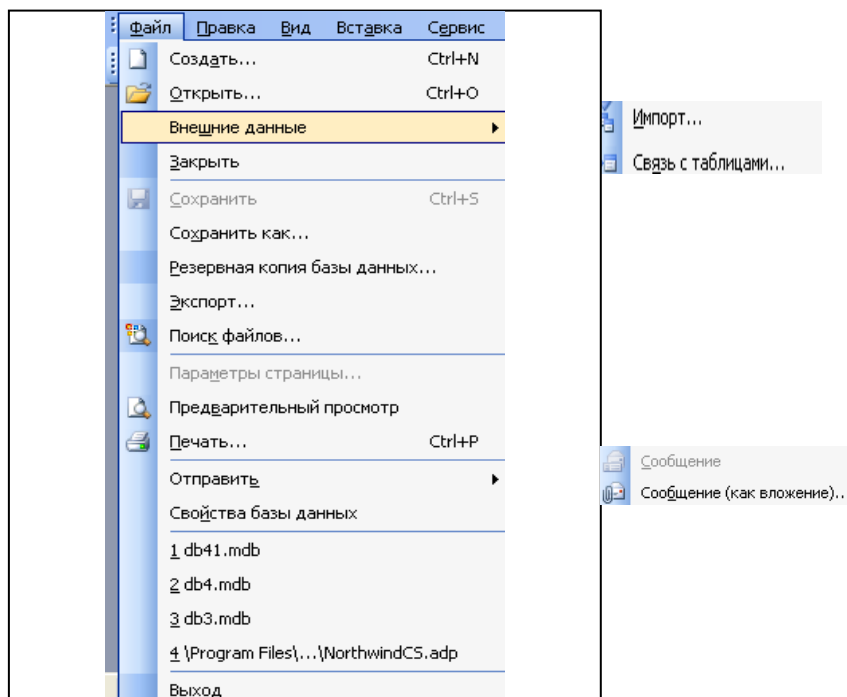 Файл Правка Вид Вставка Сервис
Создать... Ctrl+N
Открыть... Ctrl+O
Внешние данные
Импорт...
Закрыть
Связь с таблицами...
Сохранить Ctrl+S
Сохранить как...
Резервная копия базы данных...
Экспорт...
Поиск файлов...
Параметры страницы...
Предварительный просмотр
Печать... Ctrl+P
Сообщение
Отправить
Сообщение (как вложение)..
Свойства базы данных
1 db41.mdb
2 db4.mdb
3 db3.mdb
4 \Program Files\...\NorthwindCS.adp
Выход